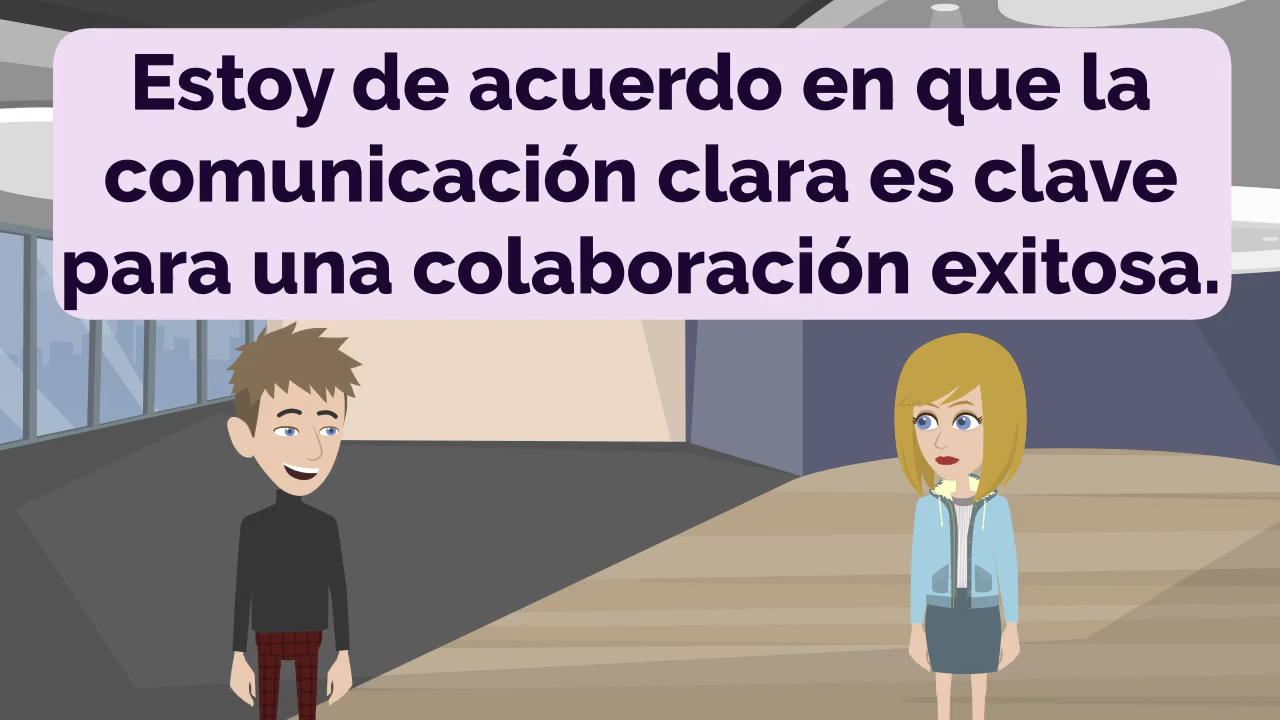 Estoy de acuerdo en que la
comunicación clara es clave
para una colaboración exitosa.